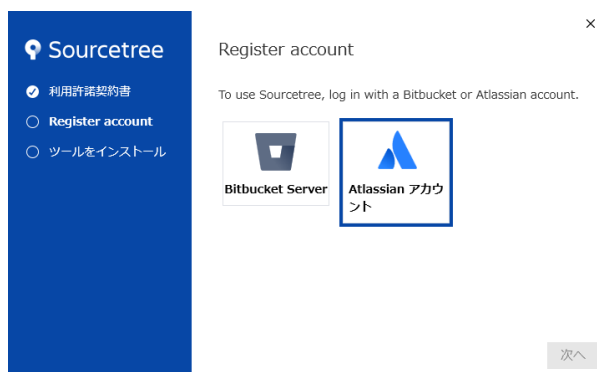 Sourcetree
利用許諾契約書
Register account
ツールをインストール
Register account
To use Sourcetree, log in with a Bitbucket or Atlassian account.
Bitbucket Server
Atlassian アカウ
ント
次へ